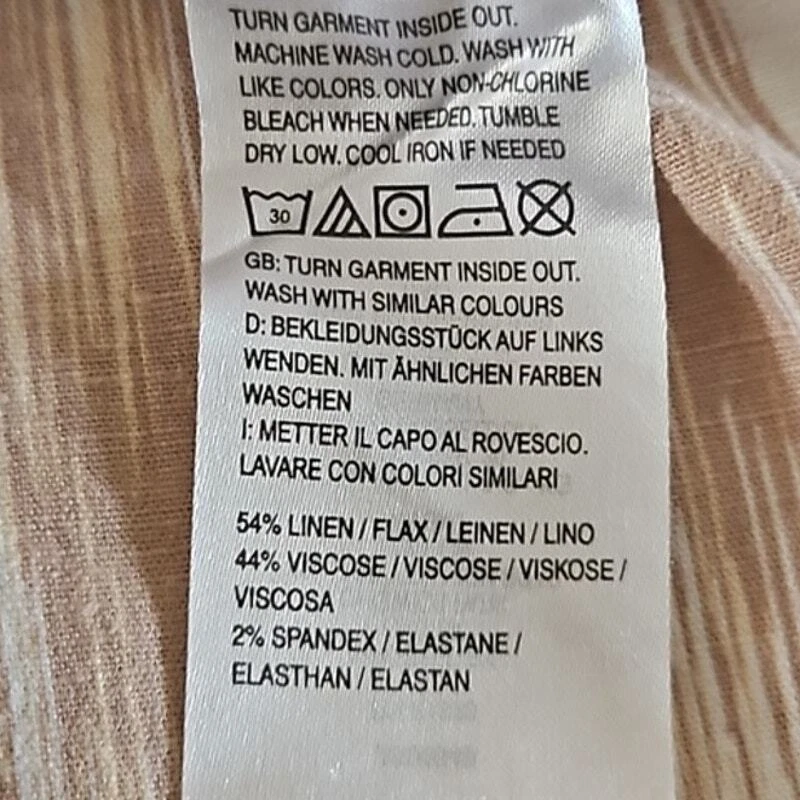 TURN GARMENT INSIDE OUT.
MACHINE WASH COLD. WASH WITH
LIKE COLORS. ONLY NON-CHLORINE
BLEACH WHEN NEEDED. TUMBLE
DRY LOW. COOL IRON IF NEEDED
30
GB: TURN GARMENT INSIDE OUT.
WASH WITH SIMILAR COLOURS
D: BEKLEIDUNGSSTÜCK AUF LINKS
WENDEN. MIT ÄHNLICHEN FARBEN
WASCHEN
I: METTER IL CAPO AL ROVESCIO.
LAVARE CON COLORI SIMILARI
54% LINEN / FLAX / LEINEN / LINO
44% VISCOSE / VISCOSE / VISKOSE /
VISCOSA
2% SPANDEX / ELASTANE /
ELASTHAN / ELASTAN